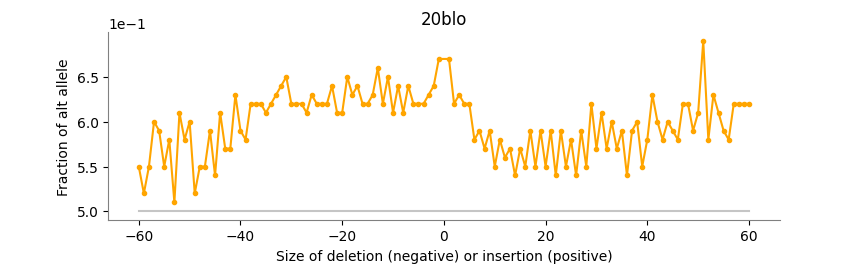 20blo
1e−1
Fraction of alt allele
6.5
6.0
5.5
5.0
−60 −40 −20 0 20 40 60
Size of deletion (negative) or insertion (positive)